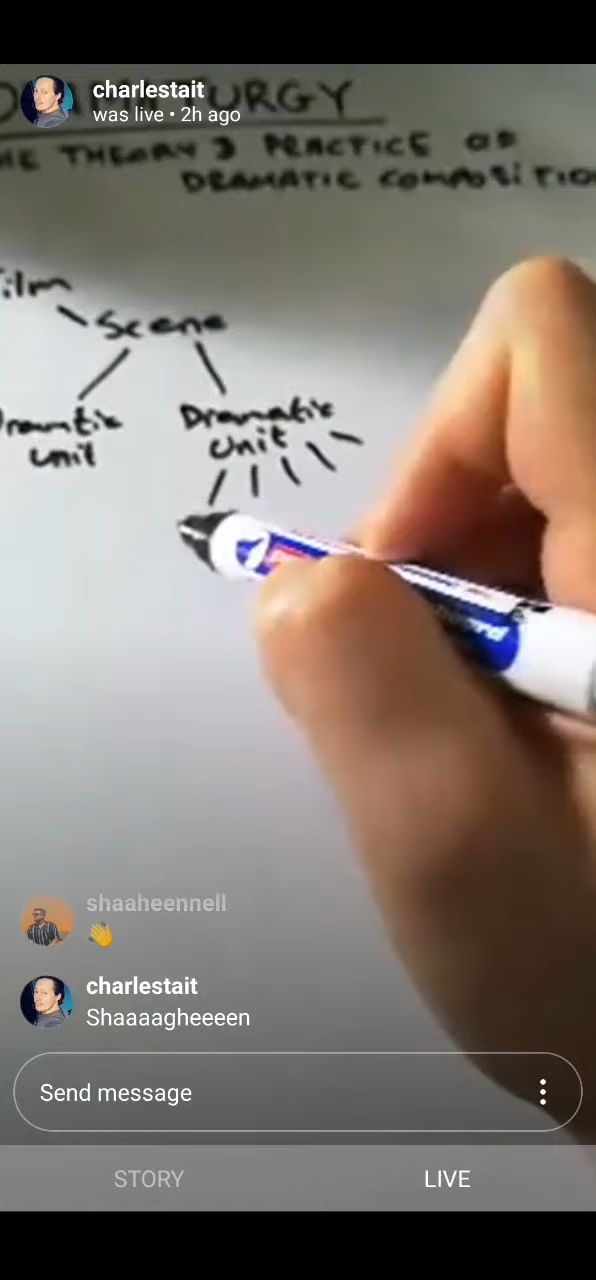 charlestait
was live • 2h ago
URGY
THE THEORY & PRACTICE OF
DRAMATIC COMPOSITION
Film
Scene
Dramtic
unit
Dramatic
Unit
shaaheennell
👋
charlestait
Shaaaagheeeen
Send message
STORY
LIVE